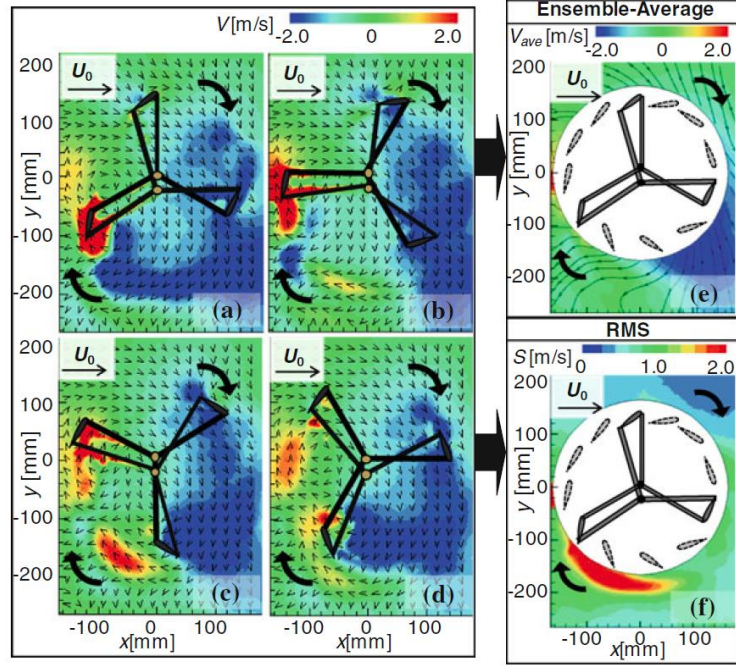 V[m/s] -2.0 0 2.0
Ensemble-Average
V_ave [m/s] -2.0 0 2.0
U₀
U₀
U₀
200
100
0
-100
-200
y [mm]
(a)
(b)
200
100
0
-100
-200
y [mm]
(e)
RMS
S [m/s] 0 1.0 2.0
U₀
U₀
U₀
200
100
0
-100
-200
y [mm]
(c)
(d)
200
100
0
-100
-200
y [mm]
(f)
-100 0 100
x[mm]
-100 0 100
x[mm]
-100 0 100
x[mm]